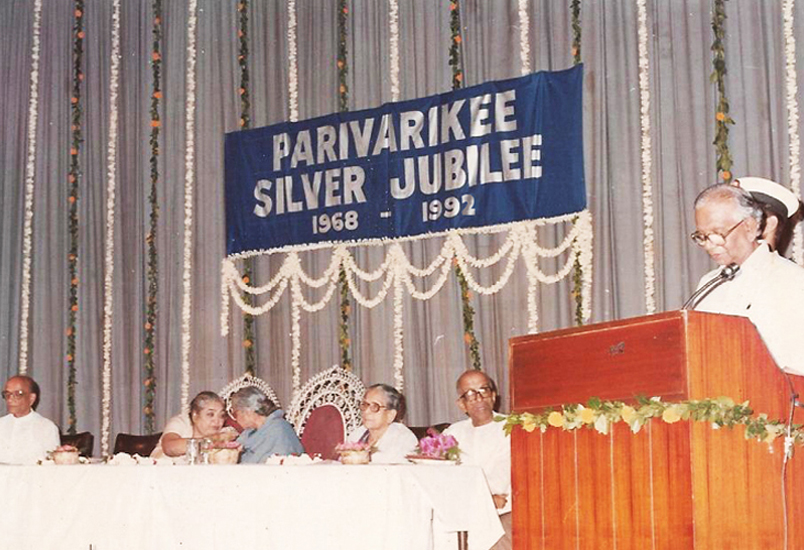 PARIVARIKEE
SILVER JUBILEE
1968 - 1992